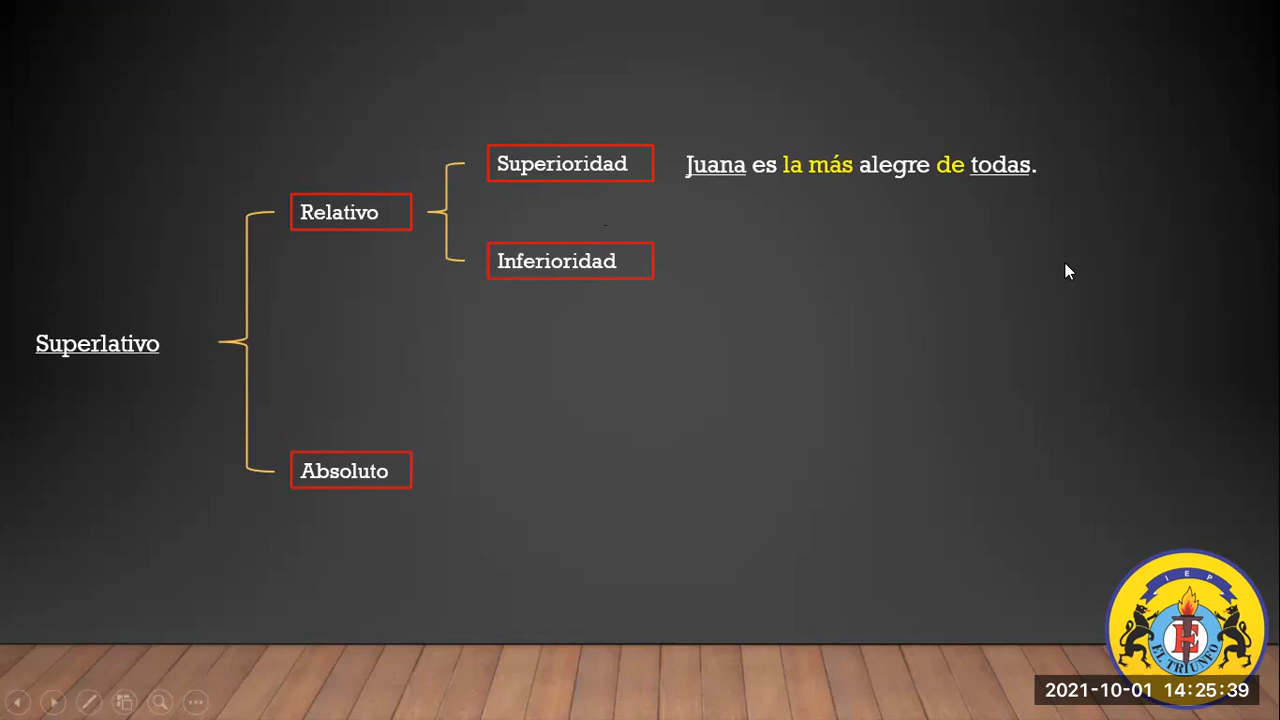 Superioridad
Juana es la más alegre de todas.
Relativo
Inferioridad
Superlativo
Absoluto
I E P
E
EL TRIUNFO
2021-10-01 14:25:39